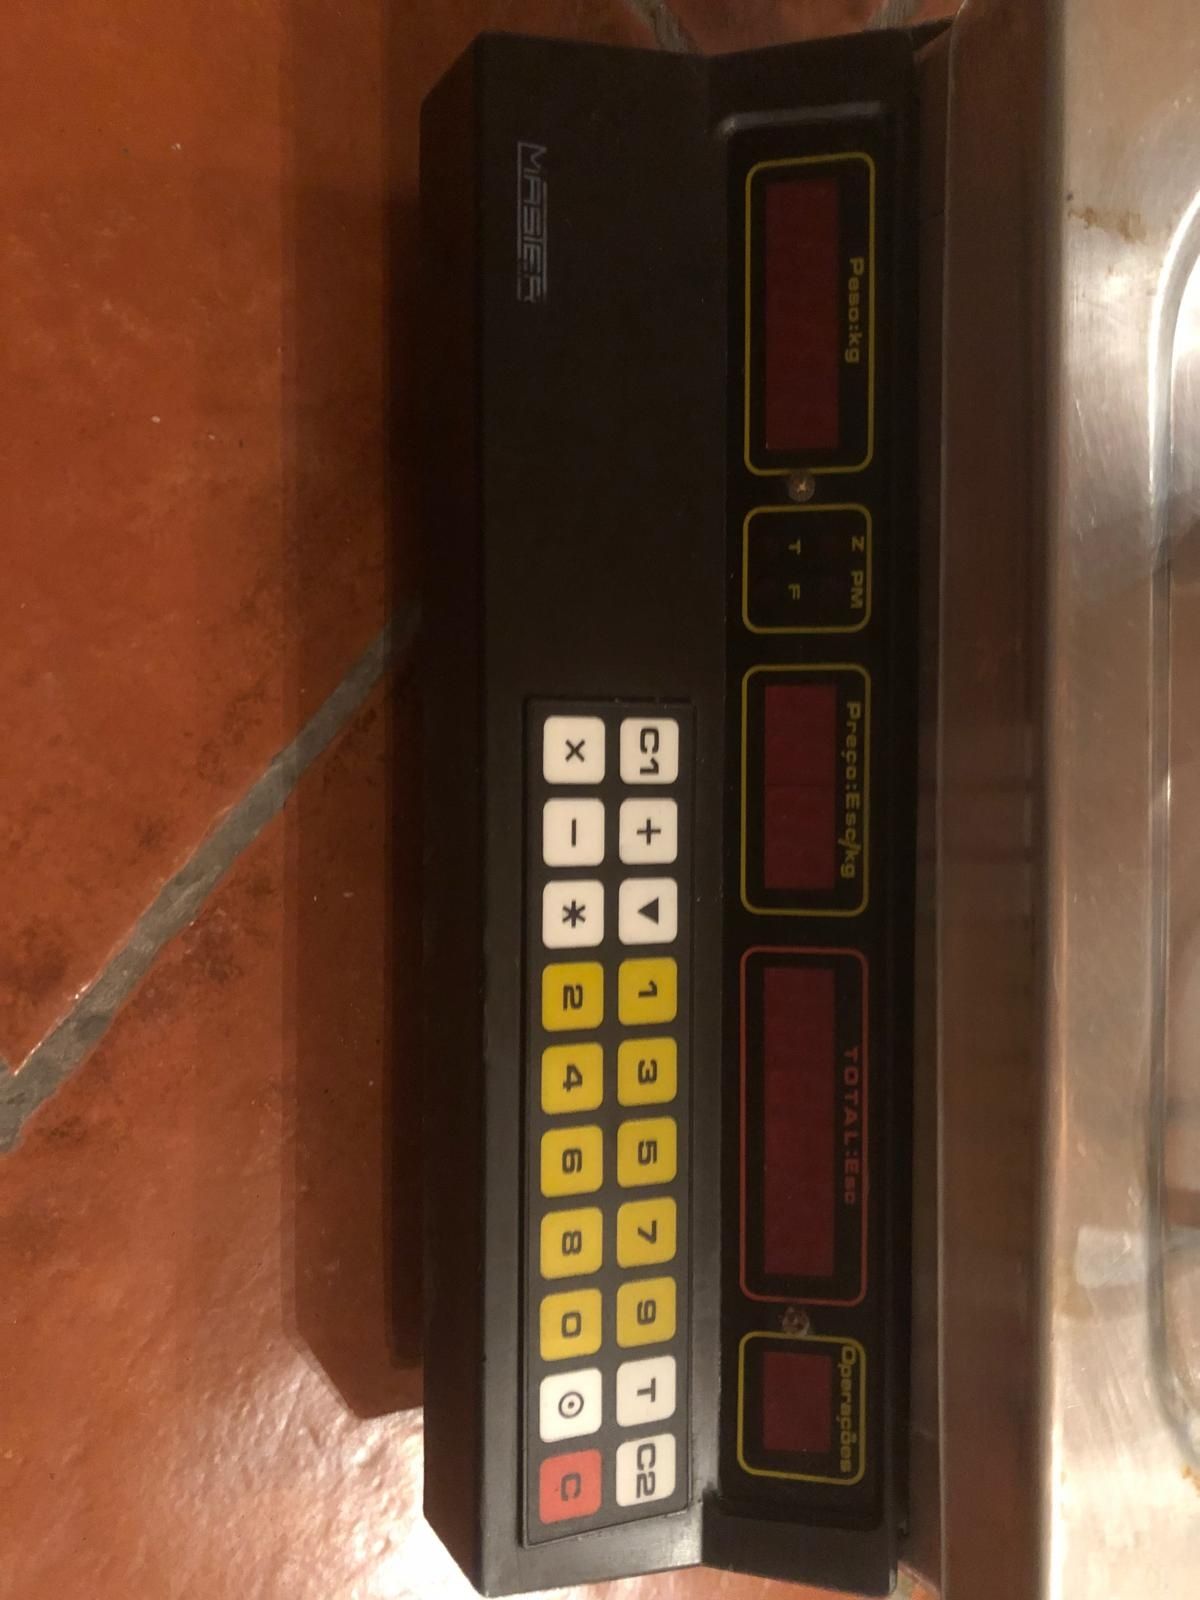 Peso:kg
Z PM
T F
Preço:Esc/kg
TOTAL:Esc
Operações
MASTER
C1 + ▼ 1 3 5 7 9 T C2
x - * 2 4 6 8 0 ⊙ C